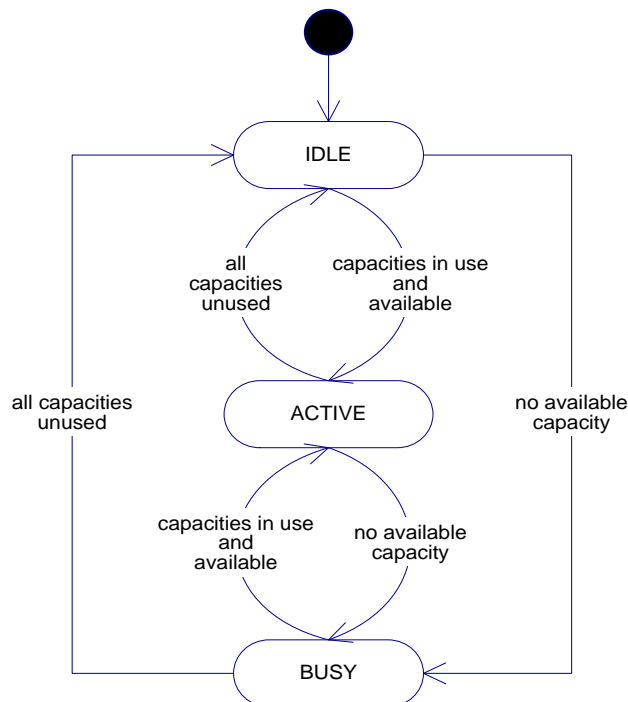 IDLE
all
capacities
unused
capacities in use
and
available
all capacities
unused
ACTIVE
no available
capacity
capacities in use
and
available
no available
capacity
BUSY